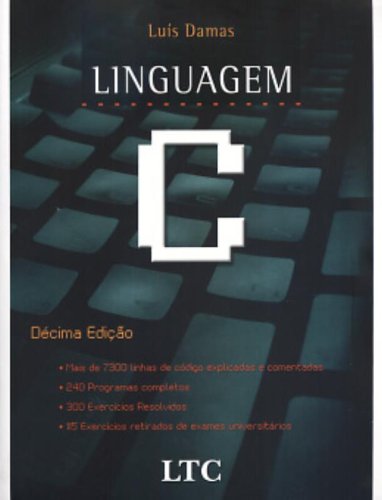 Luís Damas
LINGUAGEM
C
Décima Edição
• Mais de 7300 linhas de código explicadas e comentadas
• 240 Programas completos
• 300 Exercícios Resolvidos
• 115 Exercícios retirados de exames universitários
LTC